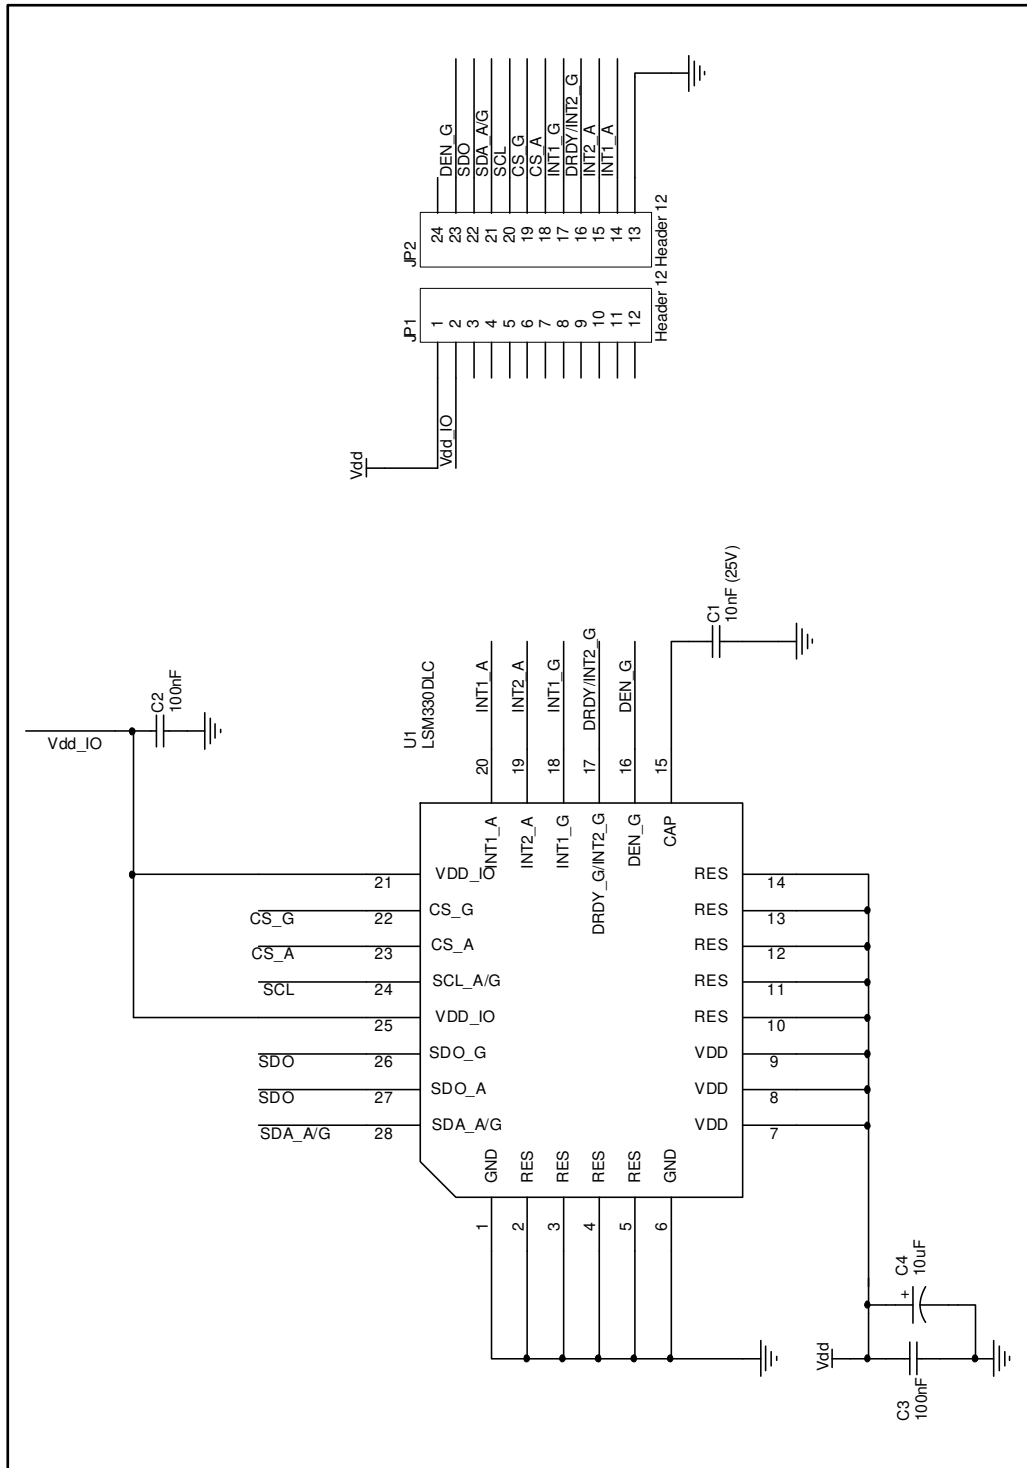 JP2
24
23
22
21
20
19
18
17
16
15
14
13
Header 12
DEN_G
SDO
SDA_A/G
SCL
CS_G
CS_A
INT1_G
DRDY/INT2_G
INT2_A
INT1_A
JP1
1
2
3
4
5
6
7
8
9
10
11
12
Header 12
Vdd
Vdd_IO
Vdd_IO
C2
100nF
U1
LSM330DLC
20
19
18
17
16
15
INT1_A
INT2_A
INT1_G
DRDY/INT2_G
DEN_G
C1
10nF (25V)
INT1_A
INT2_A
INT1_G
DRDY_G/INT2_G
DEN_G
CAP
21 VDD_IO
CS_G 22 CS_G
CS_A 23 CS_A
SCL 24 SCL_A/G
25 VDD_IO
SDO 26 SDO_G
SDO 27 SDO_A
SDA_A/G 28 SDA_A/G
RES 14
RES 13
RES 12
RES 11
RES 10
VDD 9
VDD 8
VDD 7
GND
RES
RES
RES
RES
GND
1
2
3
4
5
6
Vdd
C4
10uF
+
C3
100nF